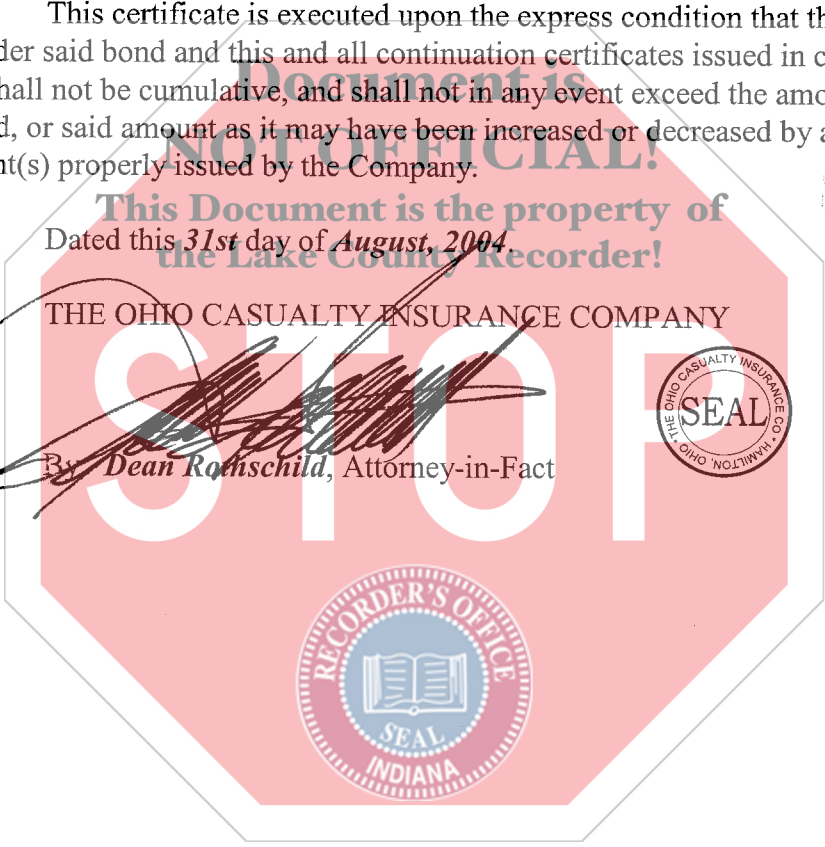 This certificate is executed upon the express condition that th
der said bond and this and all continuation certificates issued in c
hall not be cumulative, and shall not in any event exceed the amo
d, or said amount as it may have been increased or decreased by a
nt(s) properly issued by the Company.
Document is
NOT OFFICIAL!
This Document is the property of
the Lake County Recorder!
Dated this 31st day of August, 2004.
THE OHIO CASUALTY INSURANCE COMPANY
STOP
THE OHIO CASUALTY INSURANCE CO • HAMILTON, OHIO •
SEAL
By Dean Rothschild, Attorney-in-Fact
RECORDER'S OFFICE
SEAL
INDIANA